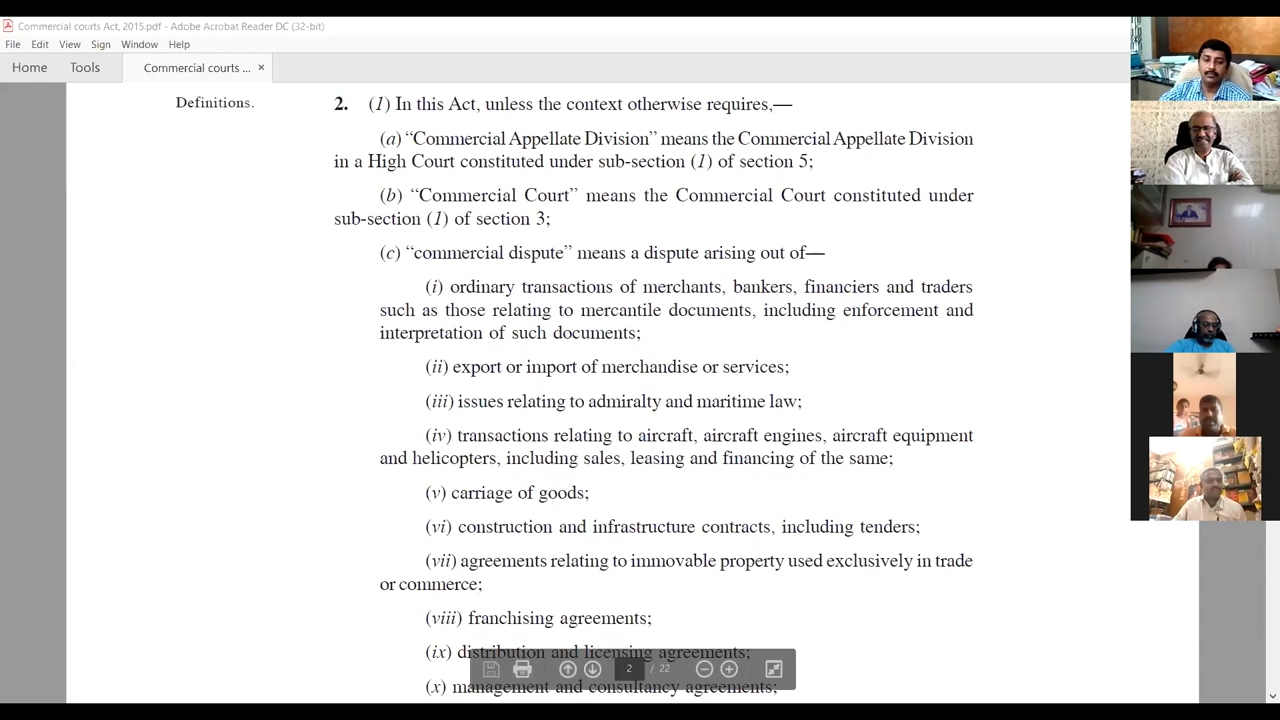 Commercial courts Act, 2015.pdf - Adobe Acrobat Reader DC (32-bit)
File Edit View Sign Window Help
Home Tools Commercial courts ... ×
Definitions. 2. (1) In this Act, unless the context otherwise requires,—
(a) “Commercial Appellate Division” means the Commercial Appellate Division
in a High Court constituted under sub-section (1) of section 5;
(b) “Commercial Court” means the Commercial Court constituted under
sub-section (1) of section 3;
(c) “commercial dispute” means a dispute arising out of—
(i) ordinary transactions of merchants, bankers, financiers and traders
such as those relating to mercantile documents, including enforcement and
interpretation of such documents;
(ii) export or import of merchandise or services;
(iii) issues relating to admiralty and maritime law;
(iv) transactions relating to aircraft, aircraft engines, aircraft equipment
and helicopters, including sales, leasing and financing of the same;
(v) carriage of goods;
(vi) construction and infrastructure contracts, including tenders;
(vii) agreements relating to immovable property used exclusively in trade
or commerce;
(viii) franchising agreements;
(ix) distribution and licensing agreements;
2 / 22
(x) management and consultancy agreements;